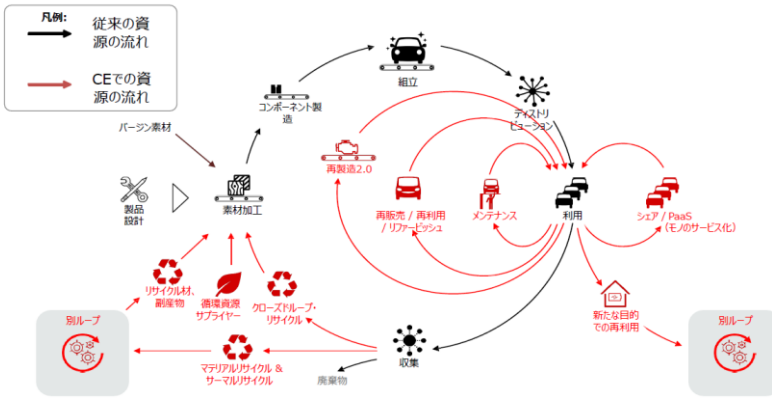 凡例:
従来の資
源の流れ
CEでの資
源の流れ
組立
コンポーネント製
造
ディストリ
ビューション
バージン素材
再製造2.0
製品
設計
素材加工
再販売 / 再利用
/ リファービッシュ
メンテナンス
利用
シェア / PaaS
(モノのサービス化)
リサイクル材、
副産物
循環資源
サプライヤー
クローズドループ・
リサイクル
新たな目的
での再利用
別ループ
別ループ
収集
マテリアルリサイクル &
サーマルリサイクル
廃棄物